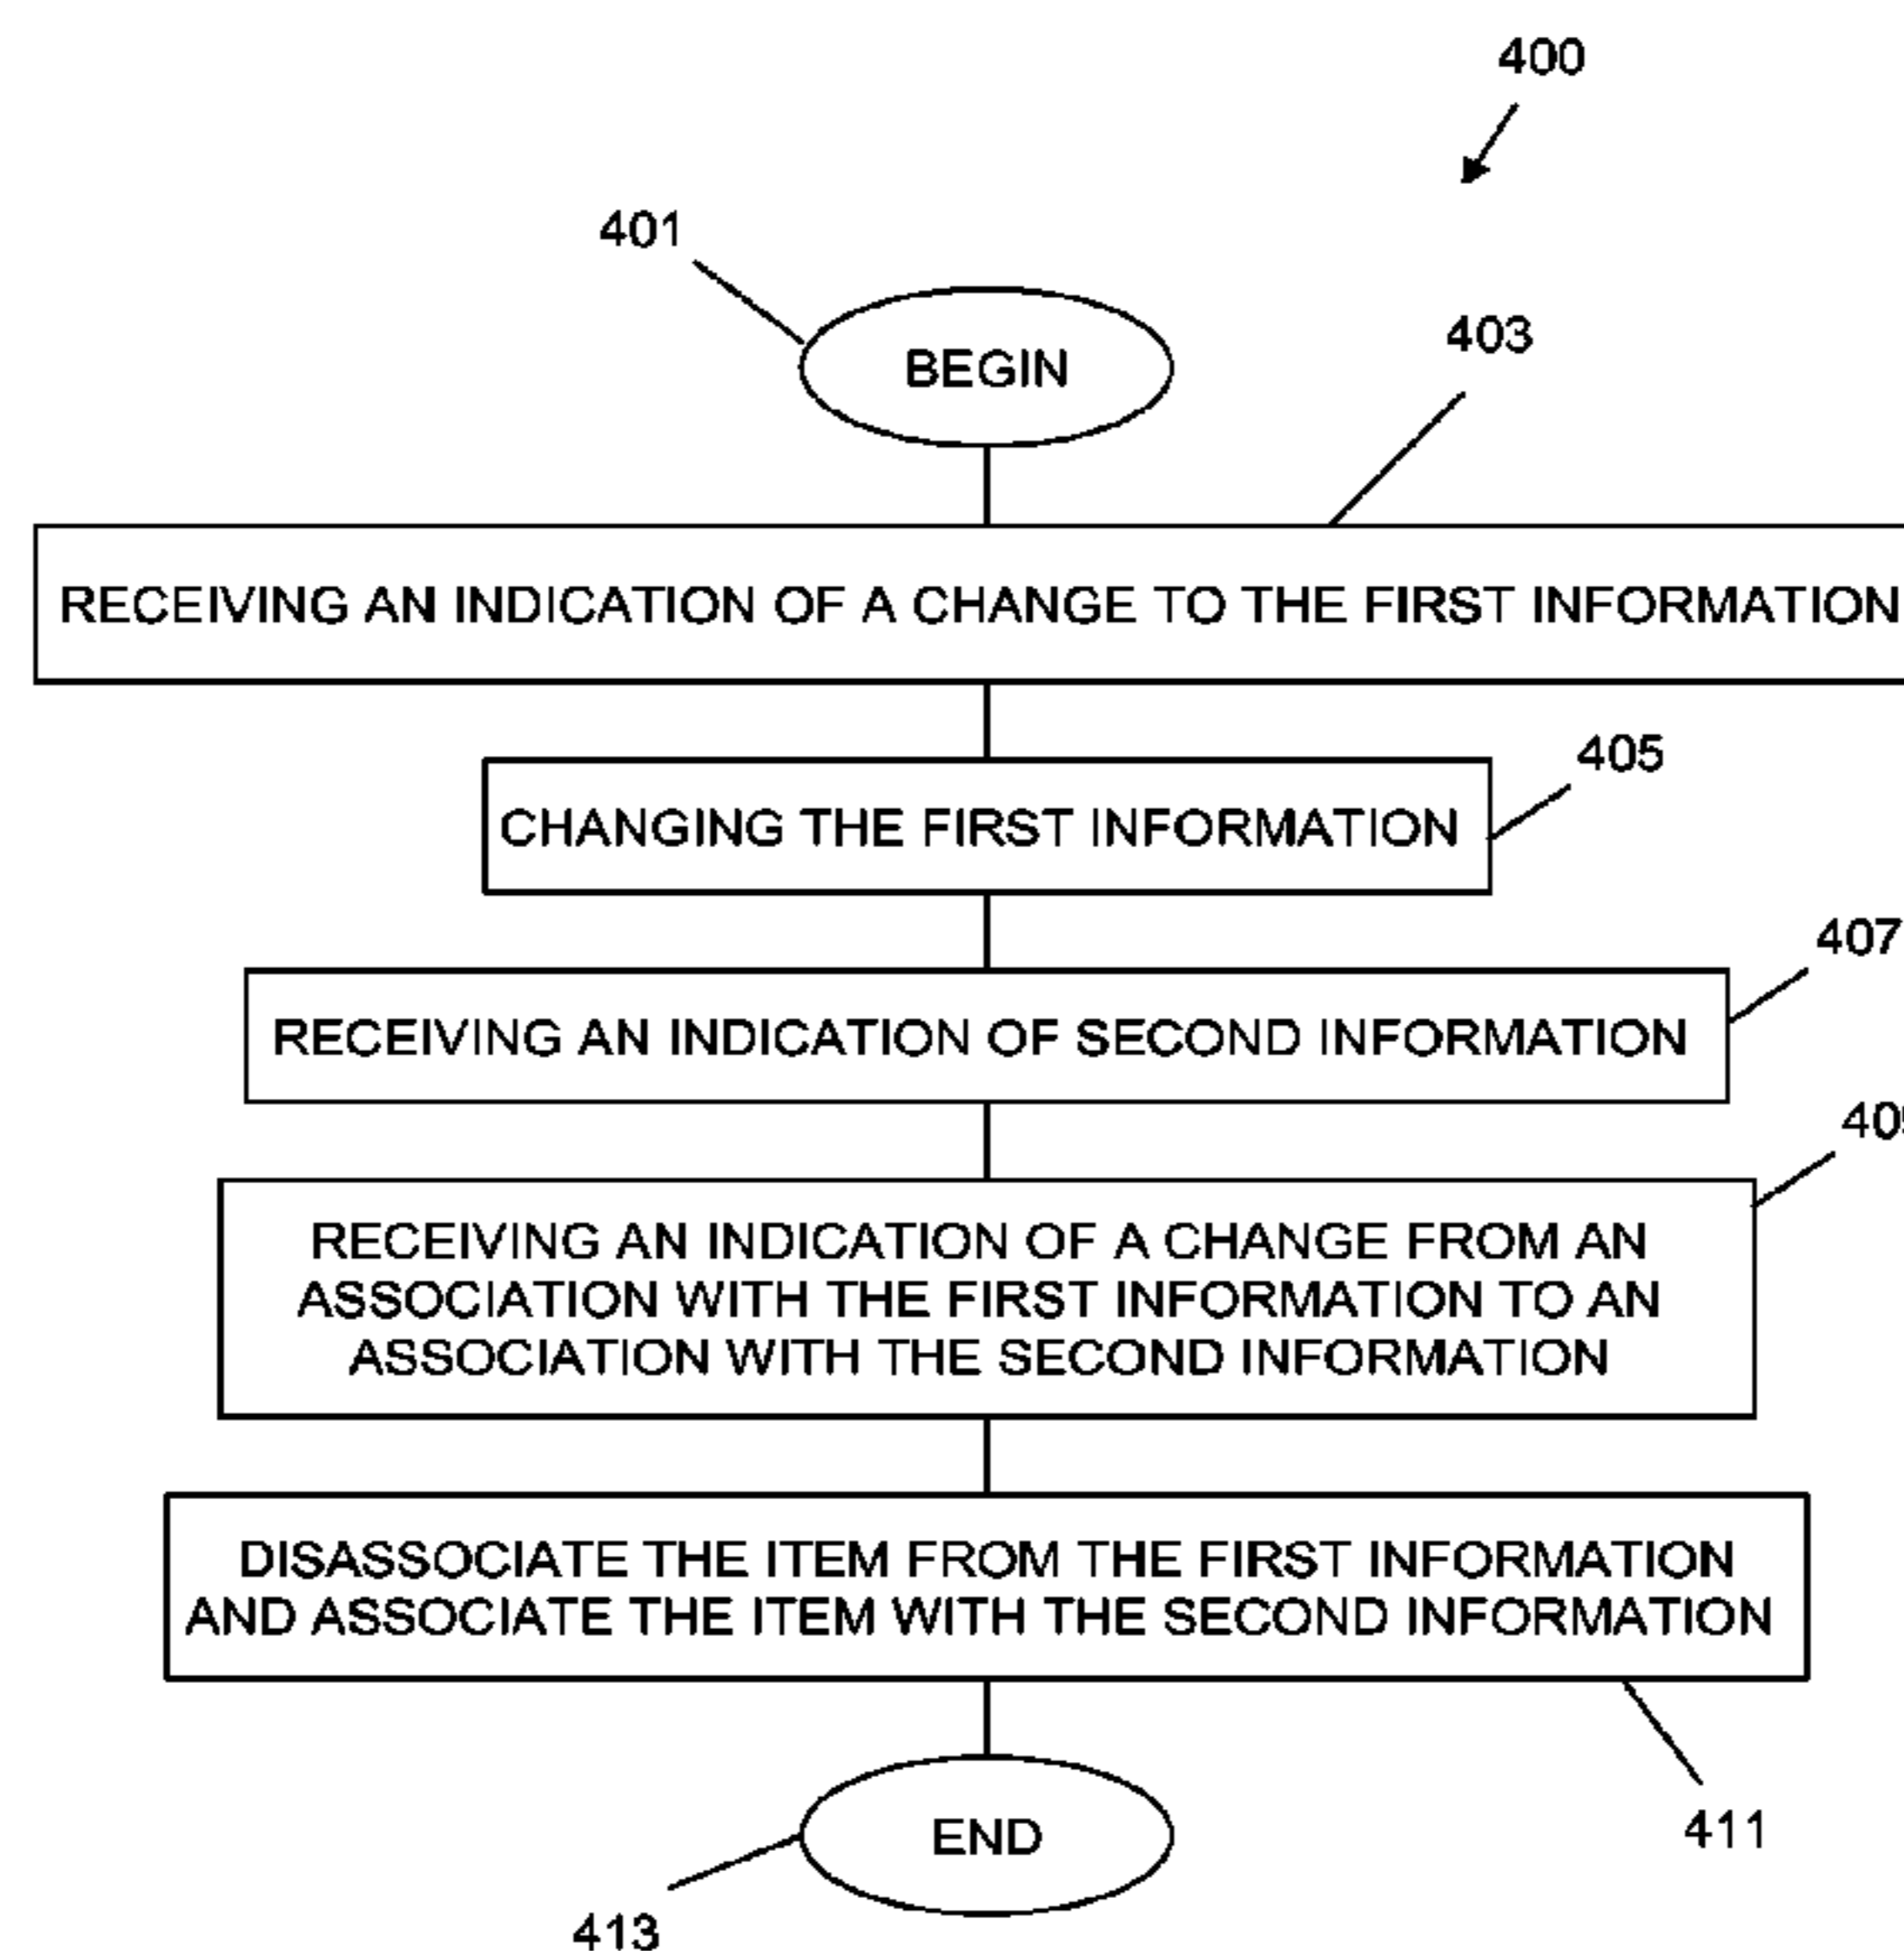 400
401
BEGIN
403
RECEIVING AN INDICATION OF A CHANGE TO THE FIRST INFORMATION
405
CHANGING THE FIRST INFORMATION
407
RECEIVING AN INDICATION OF SECOND INFORMATION
409
RECEIVING AN INDICATION OF A CHANGE FROM AN
ASSOCIATION WITH THE FIRST INFORMATION TO AN
ASSOCIATION WITH THE SECOND INFORMATION
DISASSOCIATE THE ITEM FROM THE FIRST INFORMATION
AND ASSOCIATE THE ITEM WITH THE SECOND INFORMATION
411
END
413